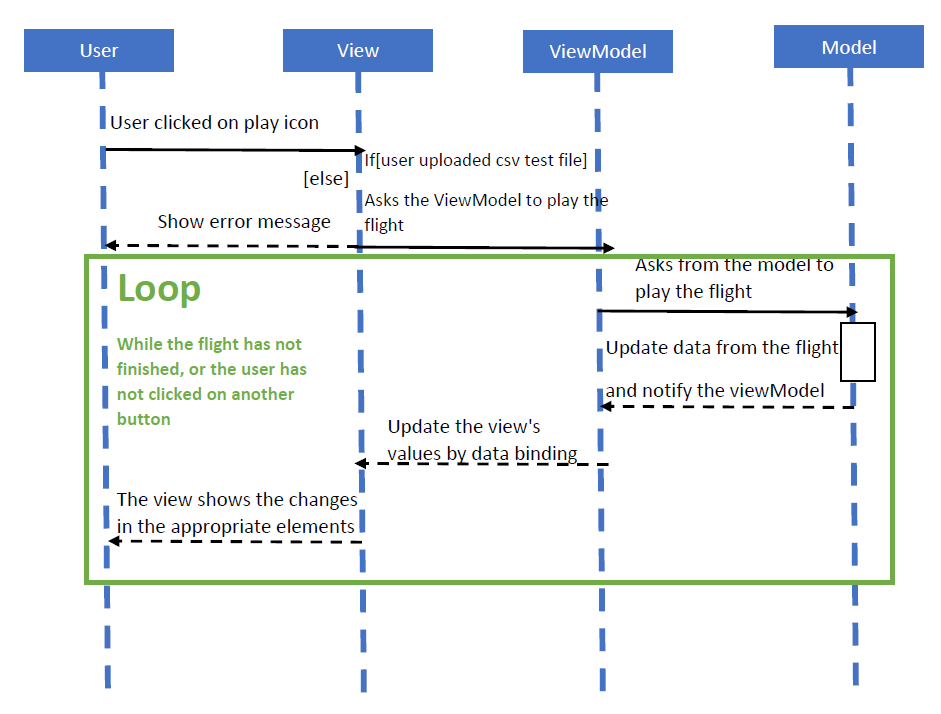 User
View
ViewModel
Model
User clicked on play icon
If[user uploaded csv test file]
[else]
Asks the ViewModel to play the
flight
Show error message
Asks from the model to
play the flight
Loop
While the flight has not
finished, or the user has
not clicked on another
button
Update data from the flight
and notify the viewModel
Update the view's
values by data binding
The view shows the changes
in the appropriate elements